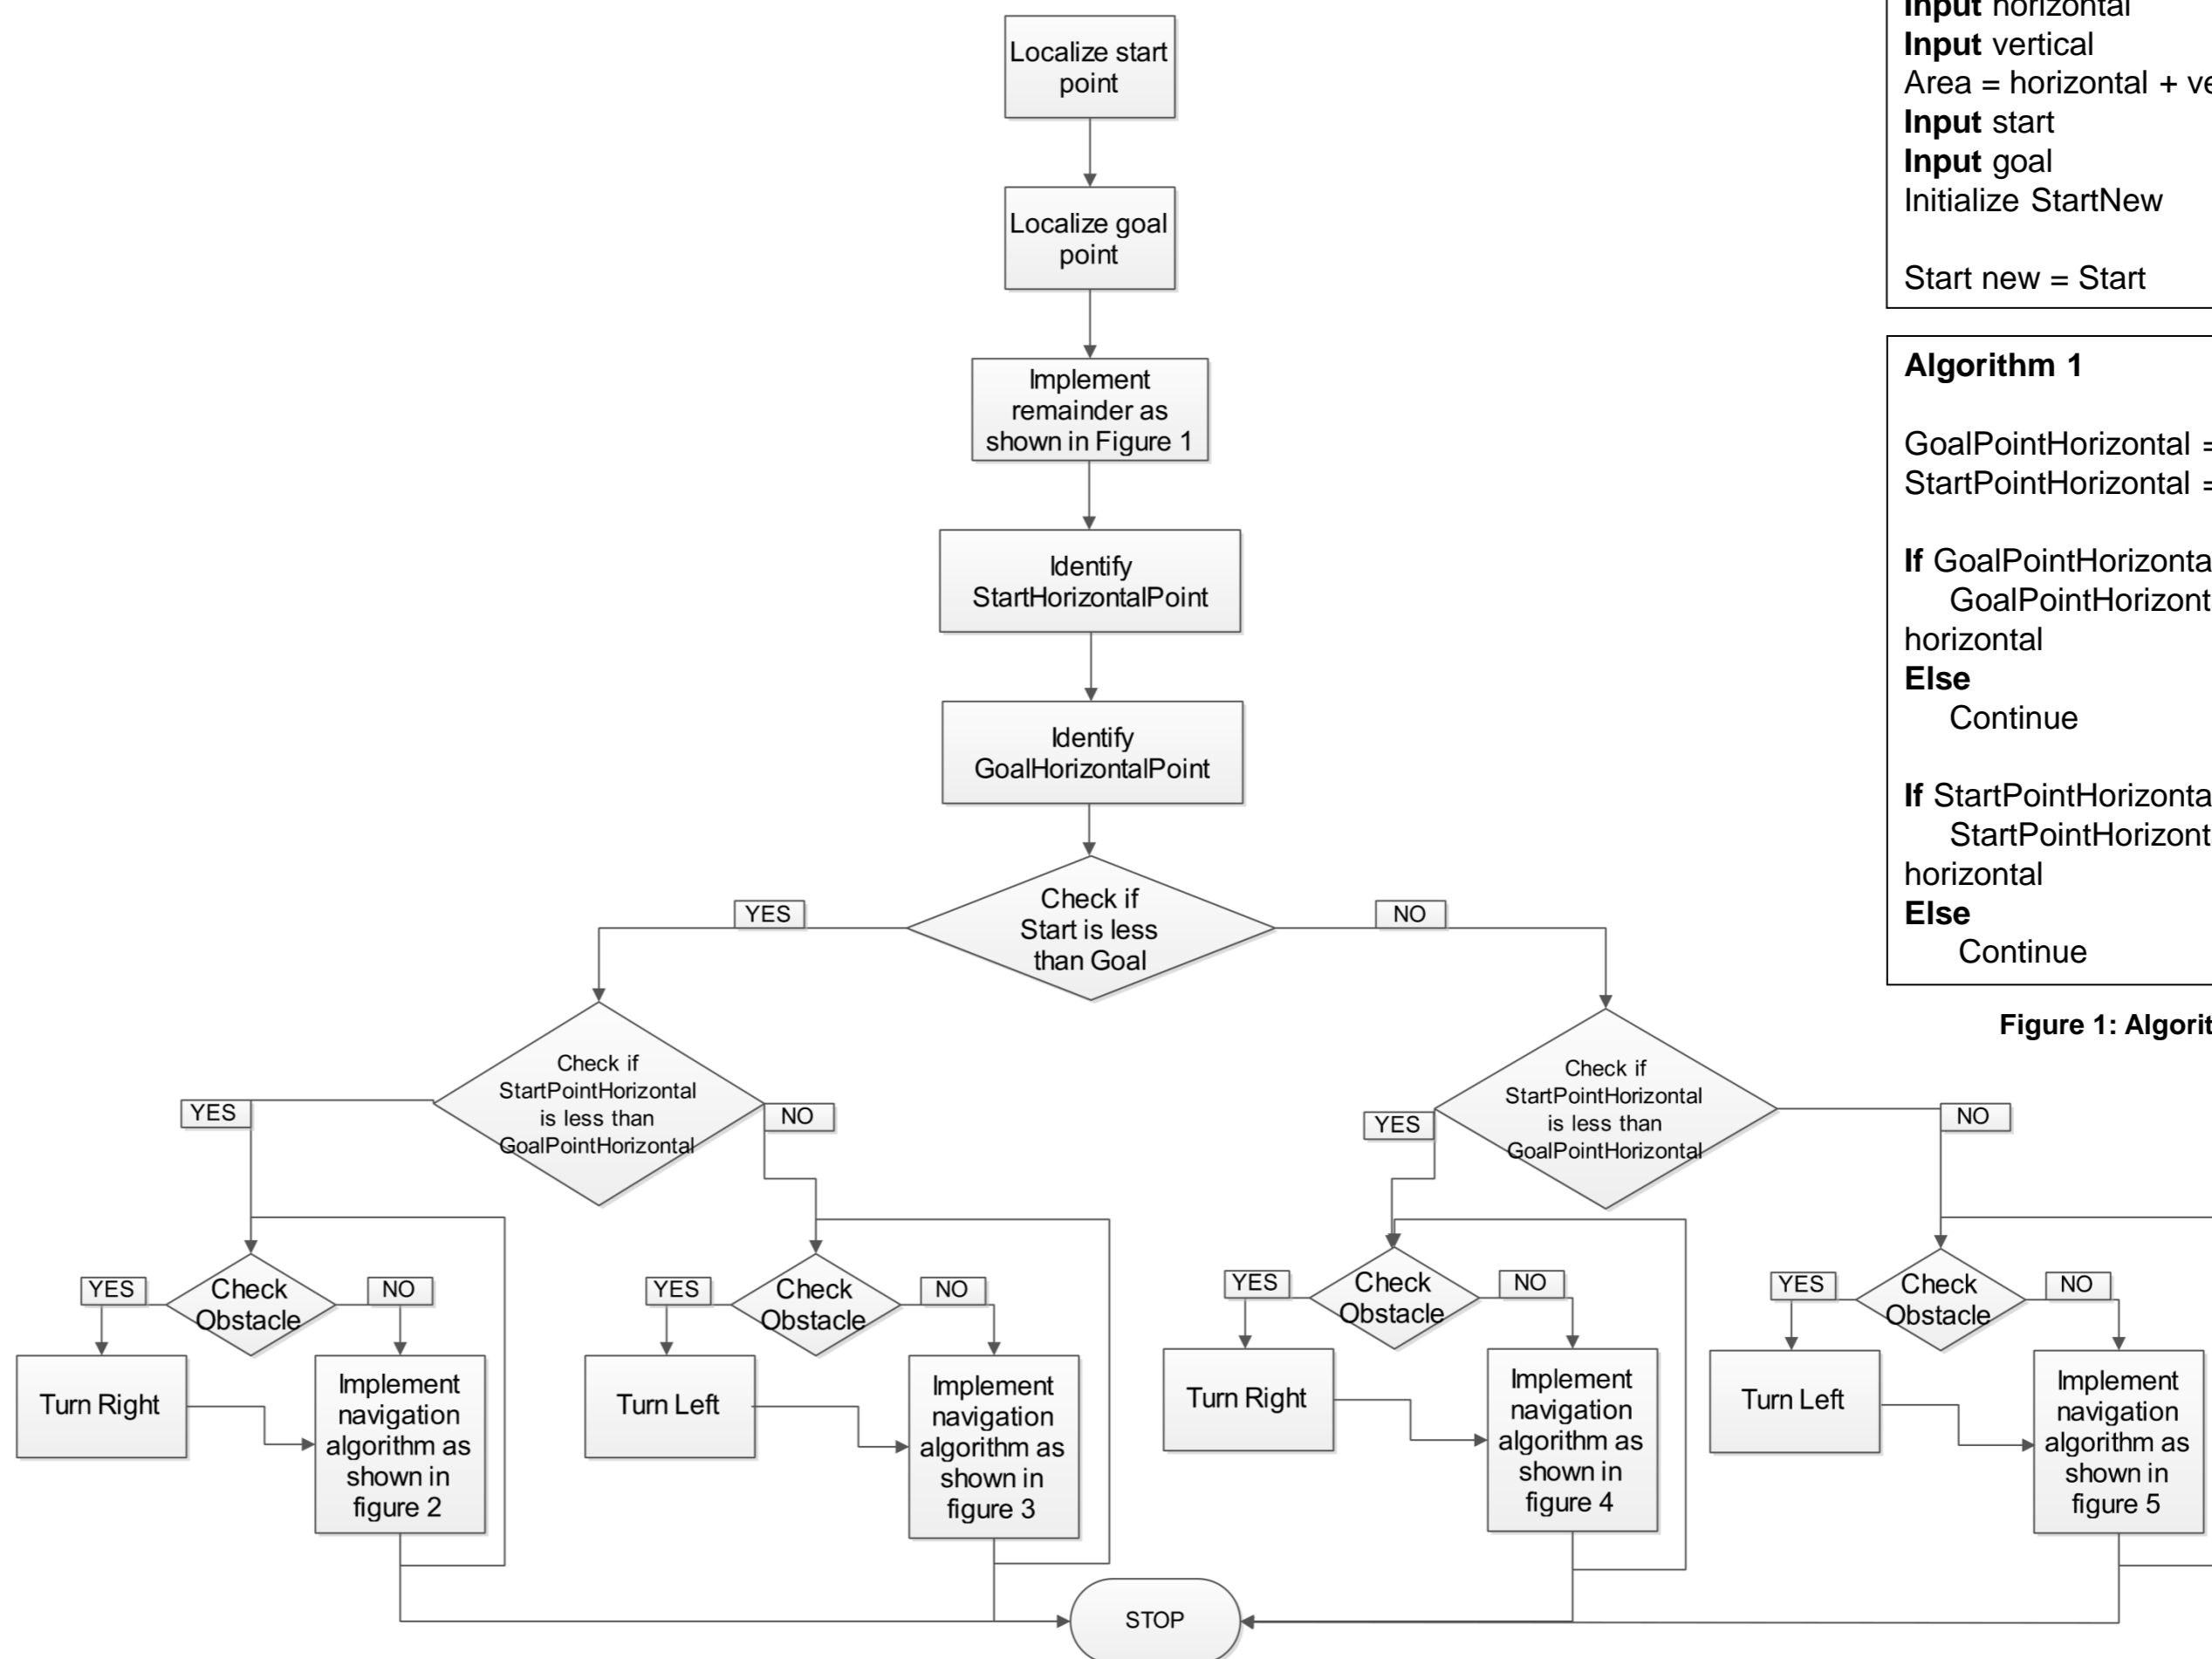 Localize start
point
Localize goal
point
Implement
remainder as
shown in Figure 1
Identify
StartHorizontalPoint
Identify
GoalHorizontalPoint
Check if
Start is less
than Goal
YES
NO
Check if
StartPointHorizontal
is less than
GoalPointHorizontal
YES
NO
Check if
StartPointHorizontal
is less than
GoalPointHorizontal
YES
NO
Check
Obstacle
YES
NO
Turn Right
Implement
navigation
algorithm as
shown in
figure 2
Check
Obstacle
YES
NO
Turn Left
Implement
navigation
algorithm as
shown in
figure 3
Check
Obstacle
YES
NO
Turn Right
Implement
navigation
algorithm as
shown in
figure 4
Check
Obstacle
YES
NO
Turn Left
Implement
navigation
algorithm as
shown in
figure 5
STOP
Input horizontal
Input vertical
Area = horizontal +
Input start
Input goal
Initialize StartNew
Start new = Start
Algorithm 1
GoalPointHorizontal =
StartPointHorizontal =
If
horizontal
Else
Continue
If
horizontal
Else
Continue
Figure 1: